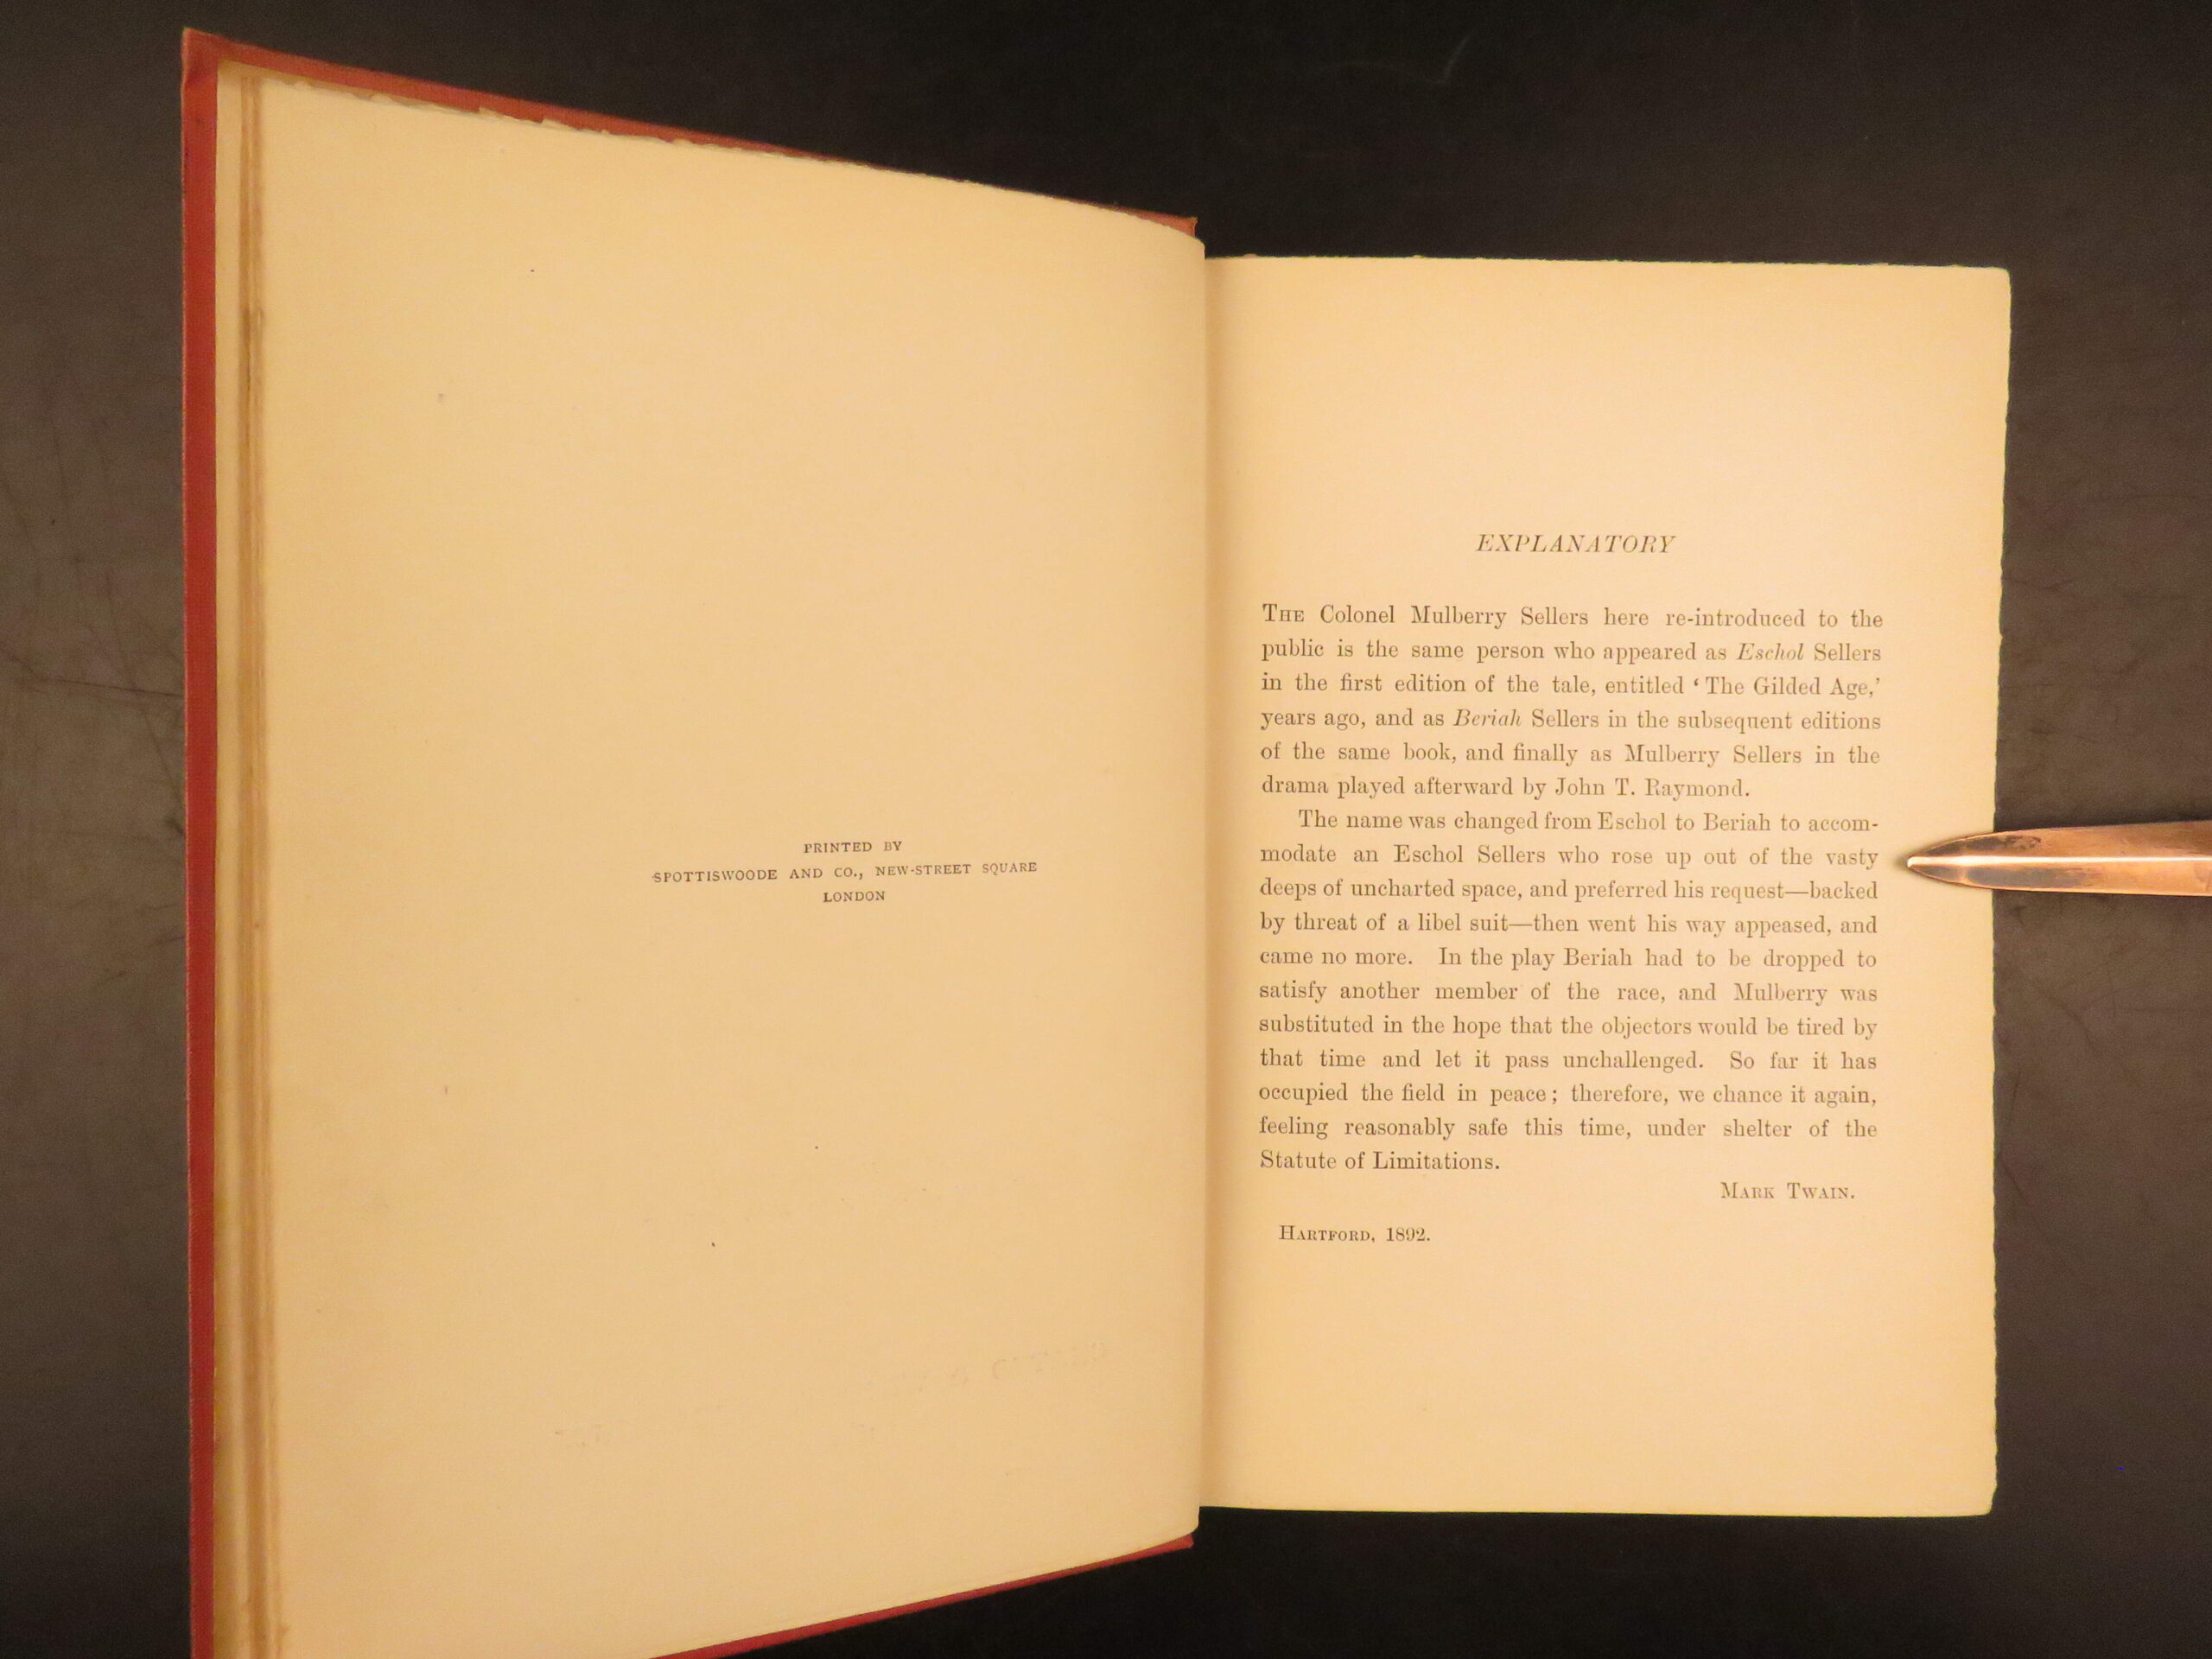 PRINTED BY
SPOTTISWOODE AND CO., NEW-STREET SQUARE
LONDON
EXPLANATORY
THE Colonel Mulberry Sellers here re-introduced to the
public is the same person who appeared as Eschol Sellers
in the first edition of the tale, entitled ‘The Gilded Age,’
years ago, and as Beriah Sellers in the subsequent editions
of the same book, and finally as Mulberry Sellers in the
drama played afterward by John T. Raymond.
The name was changed from Eschol to Beriah to accom-
modate an Eschol Sellers who rose up out of the vasty
deeps of uncharted space, and preferred his request—backed
by threat of a libel suit—then went his way appeased, and
came no more. In the play Beriah had to be dropped to
satisfy another member of the race, and Mulberry was
substituted in the hope that the objectors would be tired by
that time and let it pass unchallenged. So far it has
occupied the field in peace; therefore, we chance it again,
feeling reasonably safe this time, under shelter of the
Statute of Limitations.
MARK TWAIN.
HARTFORD, 1892.